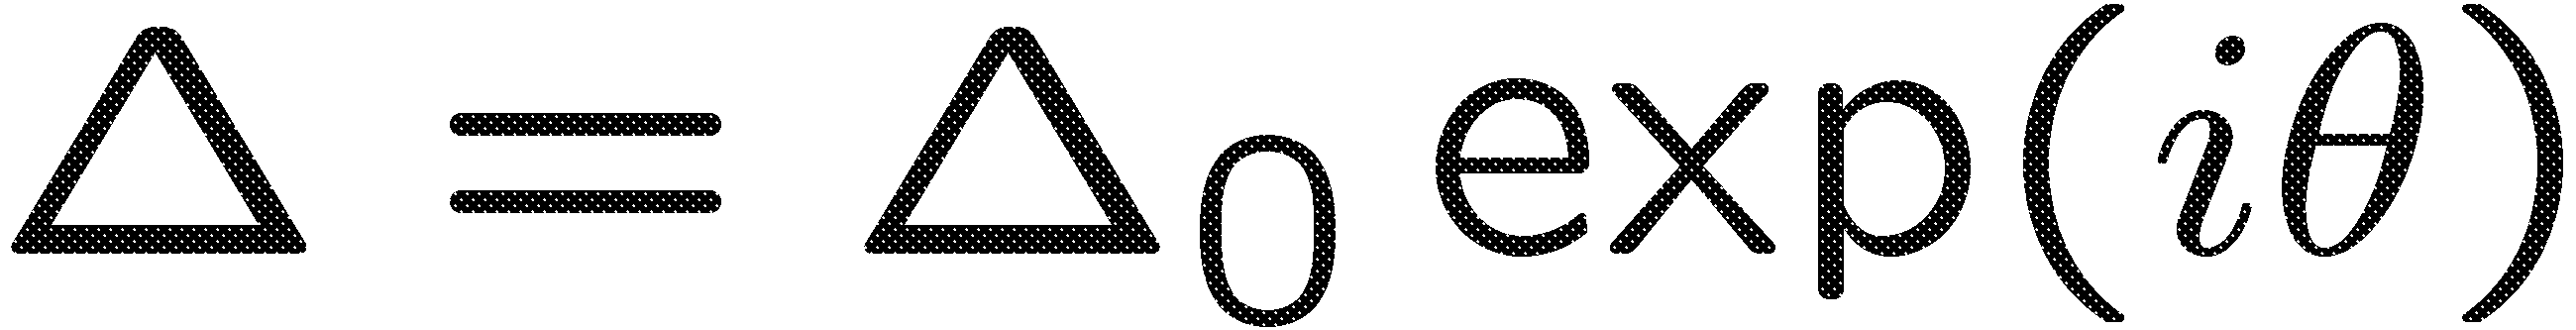 Δ = Δ₀ exp(iθ)